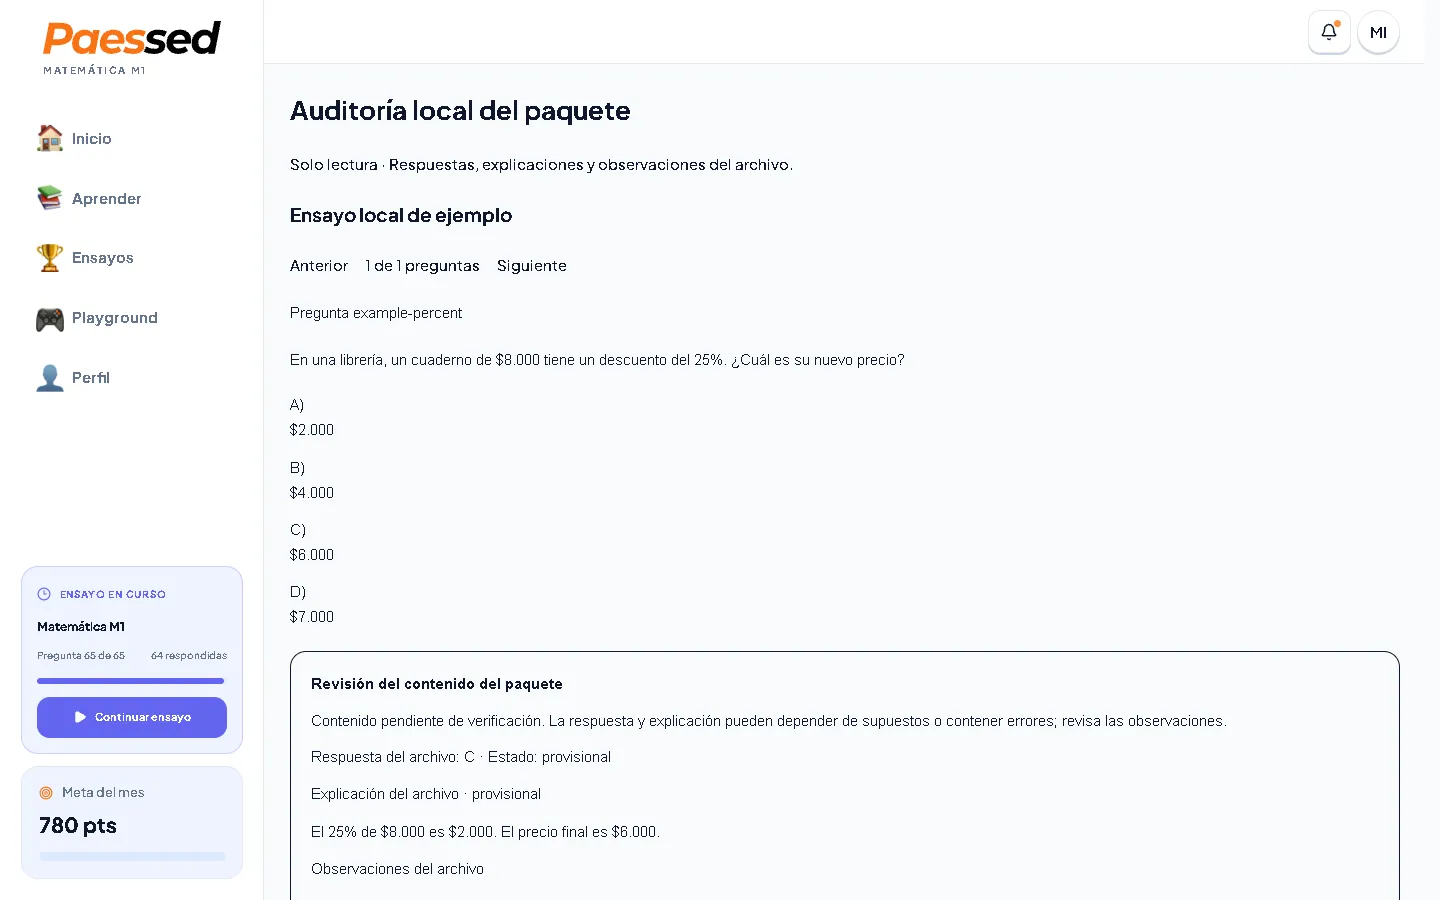 Paessed
MATEMÁTICA M1
Inicio
Aprender
Ensayos
Playground
Perfil
ENSAYO EN CURSO
Matemática M1
Pregunta 65 de 65 64 respondidas
Continuar ensayo
Meta del mes
780 pts
MI
Auditoría local del paquete
Solo lectura · Respuestas, explicaciones y observaciones del archivo.
Ensayo local de ejemplo
Anterior 1 de 1 preguntas Siguiente
Pregunta example-percent
En una librería, un cuaderno de $8.000 tiene un descuento del 25%. ¿Cuál es su nuevo precio?
A)
$2.000
B)
$4.000
C)
$6.000
D)
$7.000
Revisión del contenido del paquete
Contenido pendiente de verificación. La respuesta y explicación pueden depender de supuestos o contener errores; revisa las observaciones.
Respuesta del archivo: C · Estado: provisional
Explicación del archivo · provisional
El 25% de $8.000 es $2.000. El precio final es $6.000.
Observaciones del archivo